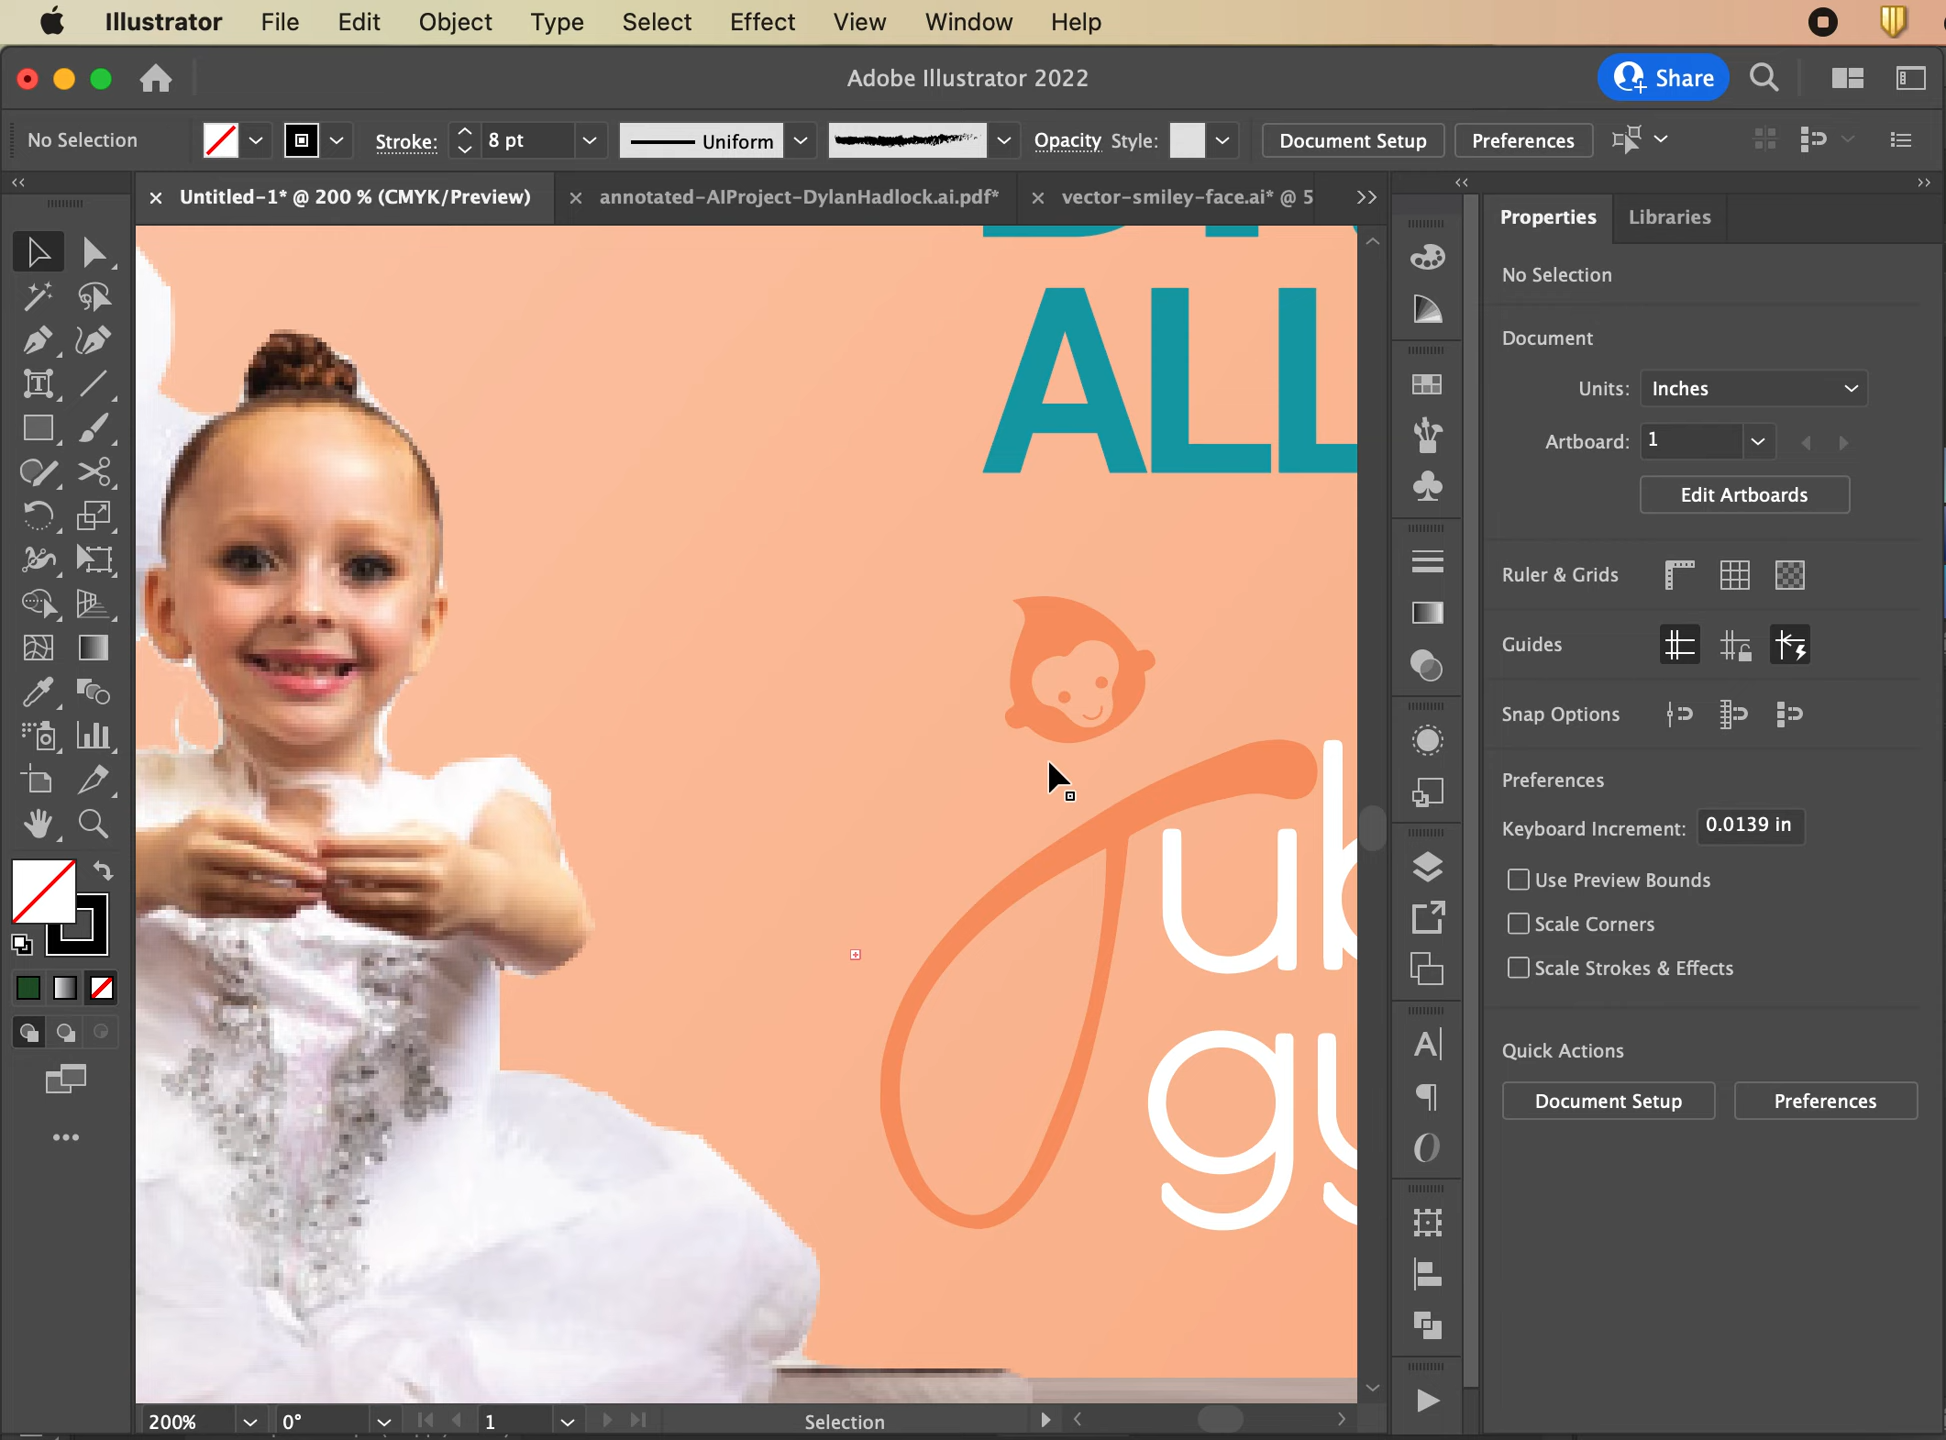 Illustrator File Edit Object Type Select Effect View Window Help
Adobe Illustrator 2022
Share
No Selection
Stroke: 8 pt
Uniform
Opacity Style:
Document Setup
Preferences
Untitled-1* @ 200 % (CMYK/Preview)
annotated-AIProject-DylanHadlock.ai.pdf*
vector-smiley-face.ai* @ 5
Properties
Libraries
No Selection
Document
Units: Inches
Artboard: 1
Edit Artboards
Ruler & Grids
Guides
Snap Options
Preferences
Keyboard Increment: 0.0139 in
Use Preview Bounds
Scale Corners
Scale Strokes & Effects
Quick Actions
Document Setup
Preferences
ALL
jub
gy
200%
0°
1
Selection